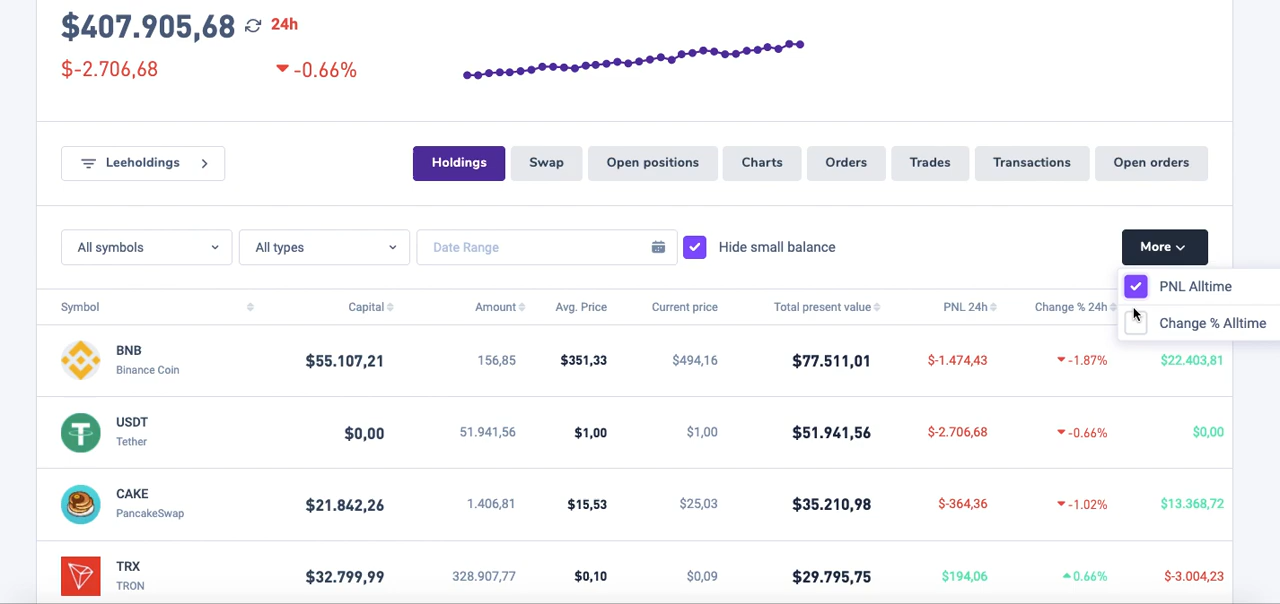 $407.905,68 24h
$-2.706,68 -0.66%
Leeholdings Holdings Swap Open positions Charts Orders Trades Transactions Open orders
All symbols All types Date Range Hide small balance More
PNL Alltime
Change % Alltime
Symbol Capital Amount Avg. Price Current price Total present value PNL 24h Change % 24h
BNB
Binance Coin
$55.107,21 156,85 $351,33 $494,16 $77.511,01 $-1.474,43 -1.87% $22.403,81
USDT
Tether
$0,00 51.941,56 $1,00 $1,00 $51.941,56 $-2.706,68 -0.66% $0,00
CAKE
PancakeSwap
$21.842,26 1.406,81 $15,53 $25,03 $35.210,98 $-364,36 -1.02% $13.368,72
TRX
TRON
$32.799,99 328.907,77 $0,10 $0,09 $29.795,75 $194,06 0.66% $-3.004,23